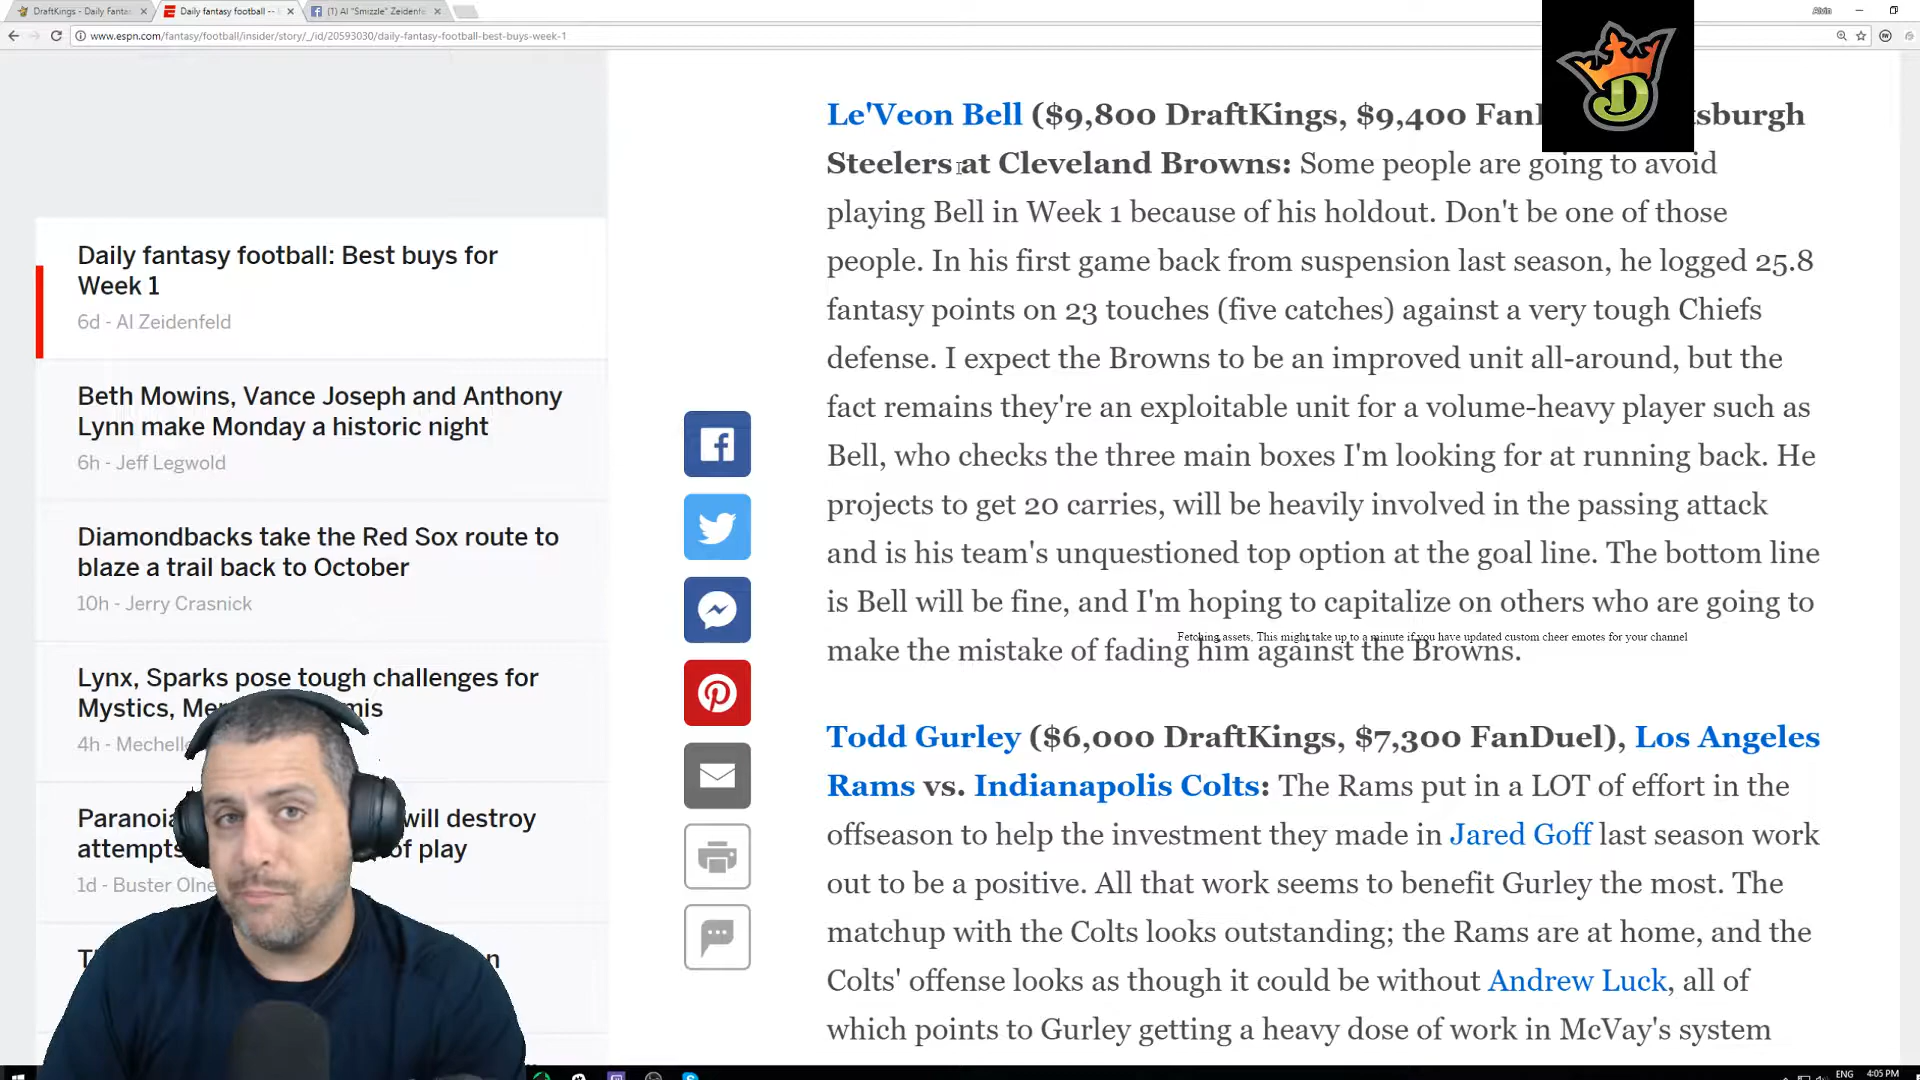 DraftKings - Daily Fanta
Daily fantasy football --
(1) Al "Smizzle" Zeidenfe
Alvin
www.espn.com/fantasy/football/insider/story/_/id/20593030/daily-fantasy-football-best-buys-week-1
Daily fantasy football: Best buys for
Week 1
6d - Al Zeidenfeld
Beth Mowins, Vance Joseph and Anthony
Lynn make Monday a historic night
6h - Jeff Legwold
Diamondbacks take the Red Sox route to
blaze a trail back to October
10h - Jerry Crasnick
Lynx, Sparks pose tough challenges for
Mystics, Me mis
4h - Mechelle
Paranoia will destroy
attempts of play
1d - Buster Olne
Le'Veon Bell ($9,800 DraftKings, $9,400 FanD tsburgh
Steelers at Cleveland Browns: Some people are going to avoid
playing Bell in Week 1 because of his holdout. Don't be one of those
people. In his first game back from suspension last season, he logged 25.8
fantasy points on 23 touches (five catches) against a very tough Chiefs
defense. I expect the Browns to be an improved unit all-around, but the
fact remains they're an exploitable unit for a volume-heavy player such as
Bell, who checks the three main boxes I'm looking for at running back. He
projects to get 20 carries, will be heavily involved in the passing attack
and is his team's unquestioned top option at the goal line. The bottom line
is Bell will be fine, and I'm hoping to capitalize on others who are going to
Fetching assets, This might take up to a minute if you have updated custom cheer emotes for your channel
make the mistake of fading him against the Browns.
Todd Gurley ($6,000 DraftKings, $7,300 FanDuel), Los Angeles
Rams vs. Indianapolis Colts: The Rams put in a LOT of effort in the
offseason to help the investment they made in Jared Goff last season work
out to be a positive. All that work seems to benefit Gurley the most. The
matchup with the Colts looks outstanding; the Rams are at home, and the
Colts' offense looks as though it could be without Andrew Luck, all of
which points to Gurley getting a heavy dose of work in McVay's system
D
ENG 4:05 PM